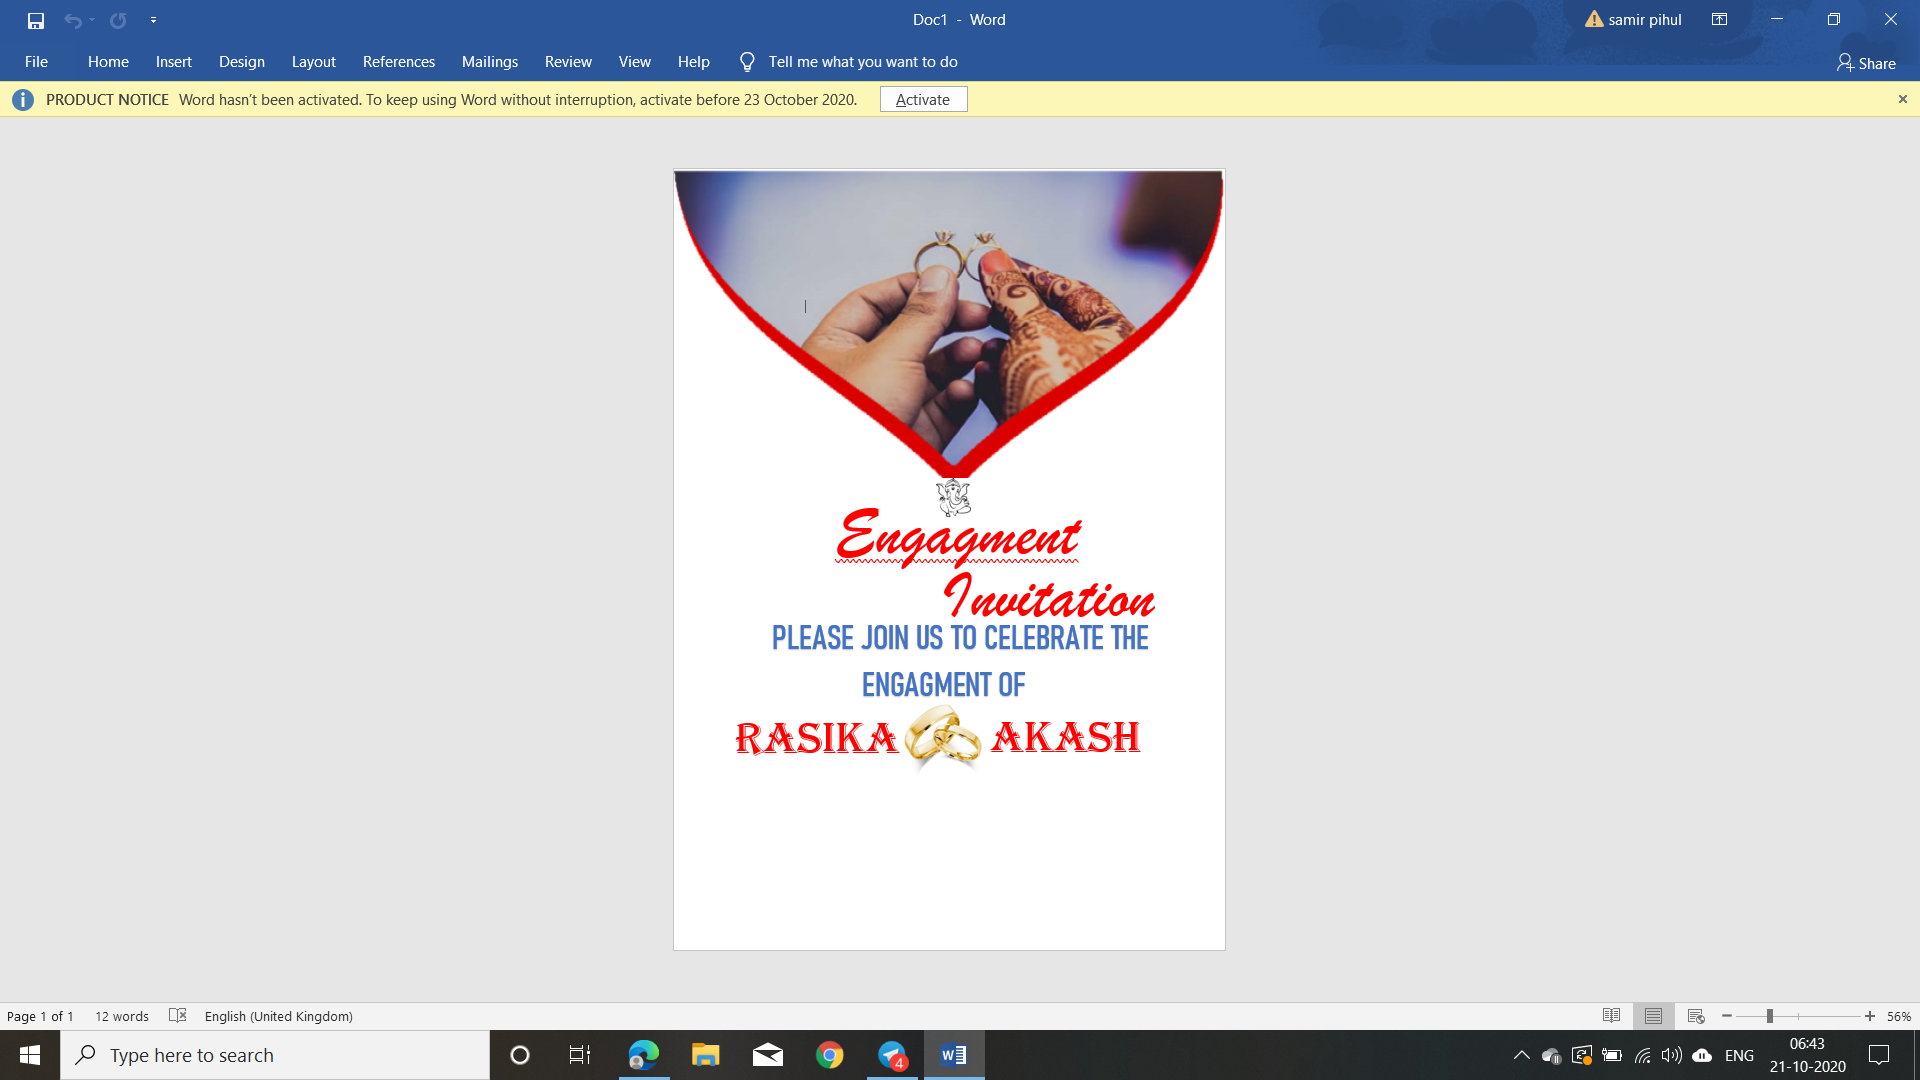 Doc1 - Word
samir pihul
File Home Insert Design Layout References Mailings Review View Help Tell me what you want to do
Share
PRODUCT NOTICE Word hasn't been activated. To keep using Word without interruption, activate before 23 October 2020. Activate
Engagment
Invitation
PLEASE JOIN US TO CELEBRATE THE
ENGAGMENT OF
RASIKA AKASH
Page 1 of 1 12 words English (United Kingdom) 56%
Type here to search
4
W
ENG
06:43
21-10-2020